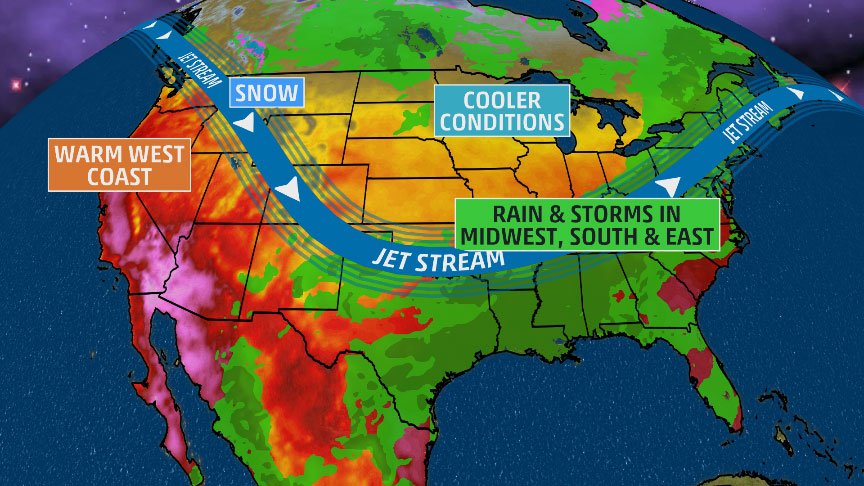 JET STREAM
SNOW
COOLER
CONDITIONS
JET STREAM
WARM WEST
COAST
RAIN & STORMS IN
MIDWEST, SOUTH & EAST
JET STREAM